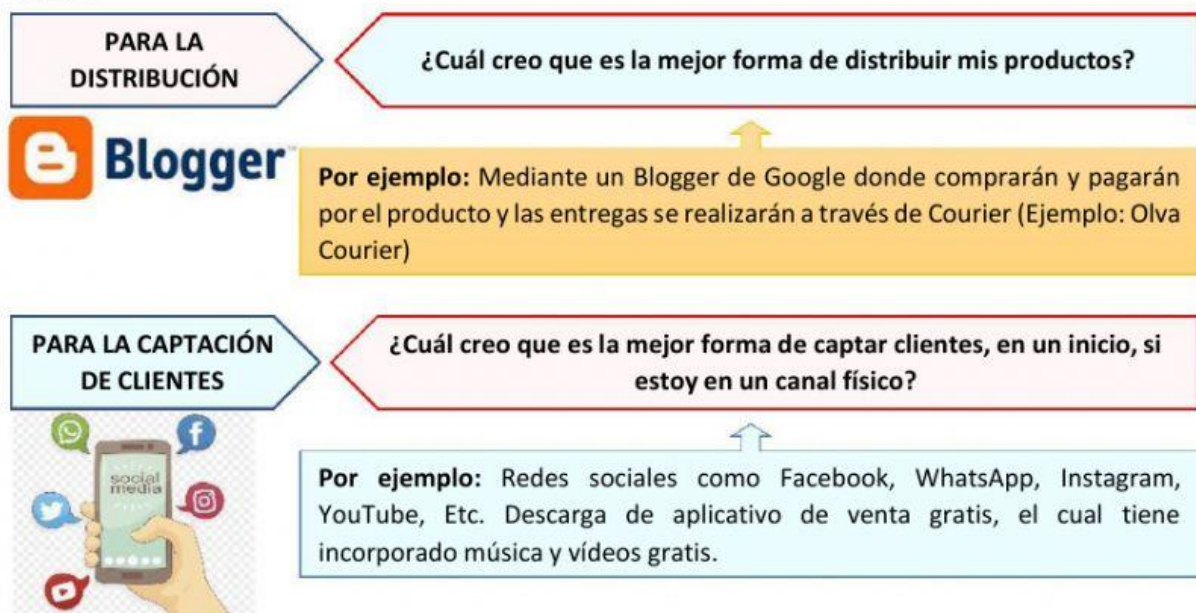 PARA LA
DISTRIBUCIÓN
¿Cuál creo que es la mejor forma de distribuir mis productos?
Blogger
Por ejemplo: Mediante un Blogger de Google donde comprarán y pagarán
por el producto y las entregas se realizarán a través de Courier (Ejemplo: Olva
Courier)
PARA LA CAPTACIÓN
DE CLIENTES
¿Cuál creo que es la mejor forma de captar clientes, en un inicio, si
estoy en un canal físico?
social
media
Por ejemplo: Redes sociales como Facebook, WhatsApp, Instagram,
YouTube, Etc. Descarga de aplicativo de venta gratis, el cual tiene
incorporado música y vídeos gratis.